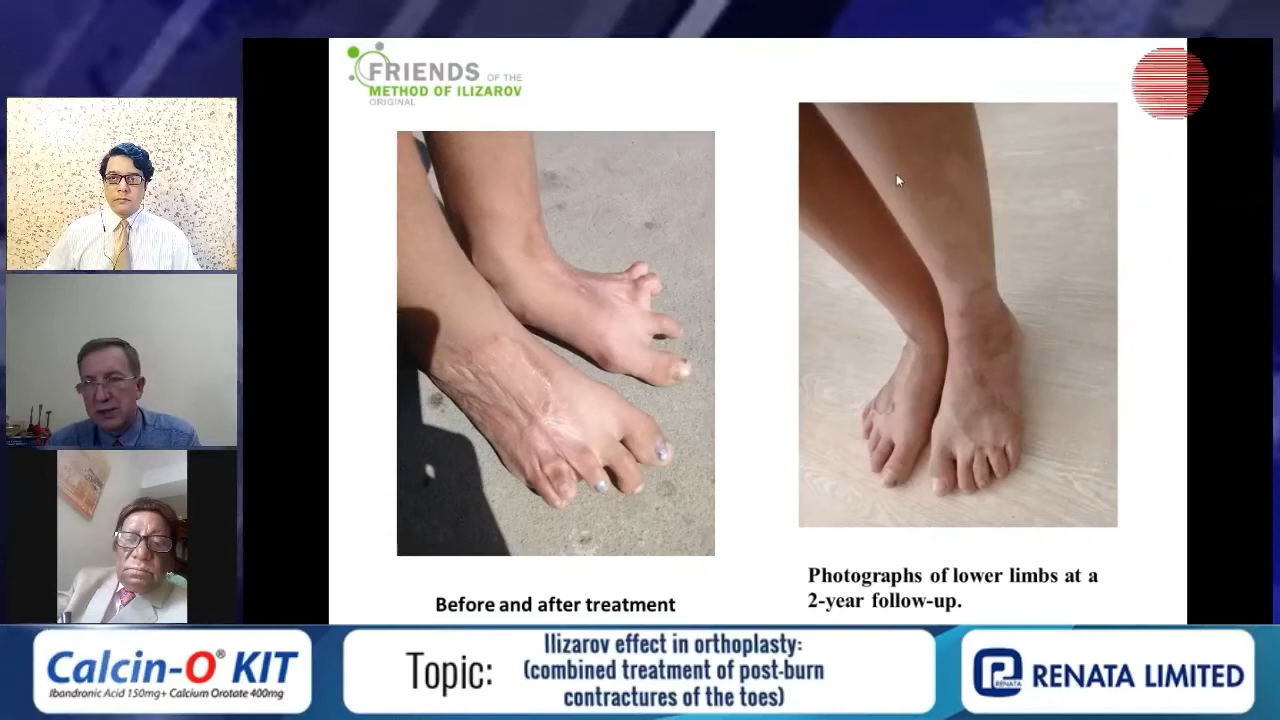 FRIENDS OF THE
METHOD OF ILIZAROV
ORIGINAL
Before and after treatment
Photographs of lower limbs at a
2-year follow-up.
Calcin-O® KIT
Ibandronic Acid 150mg+ Calcium Orotate 400mg
Topic:
Ilizarov effect in orthoplasty:
(combined treatment of post-burn
contractures of the toes)
RENATA
RENATA LIMITED